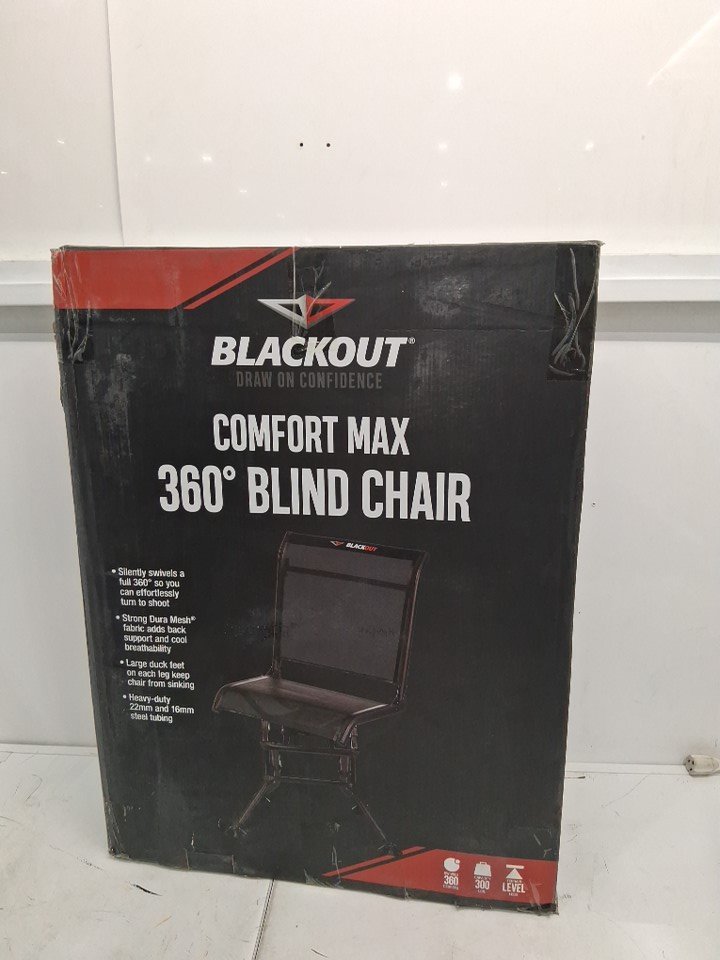 BLACKOUT®
DRAW ON CONFIDENCE
COMFORT MAX
360° BLIND CHAIR
BLACKOUT
• Silently swivels a
full 360° so you
can effortlessly
turn to shoot
• Strong Dura Mesh®
fabric adds back
support and cool
breathability
• Large duck feet
on each leg keep
chair from sinking
• Heavy-duty
22mm and 16mm
steel tubing
360
300
LEVEL